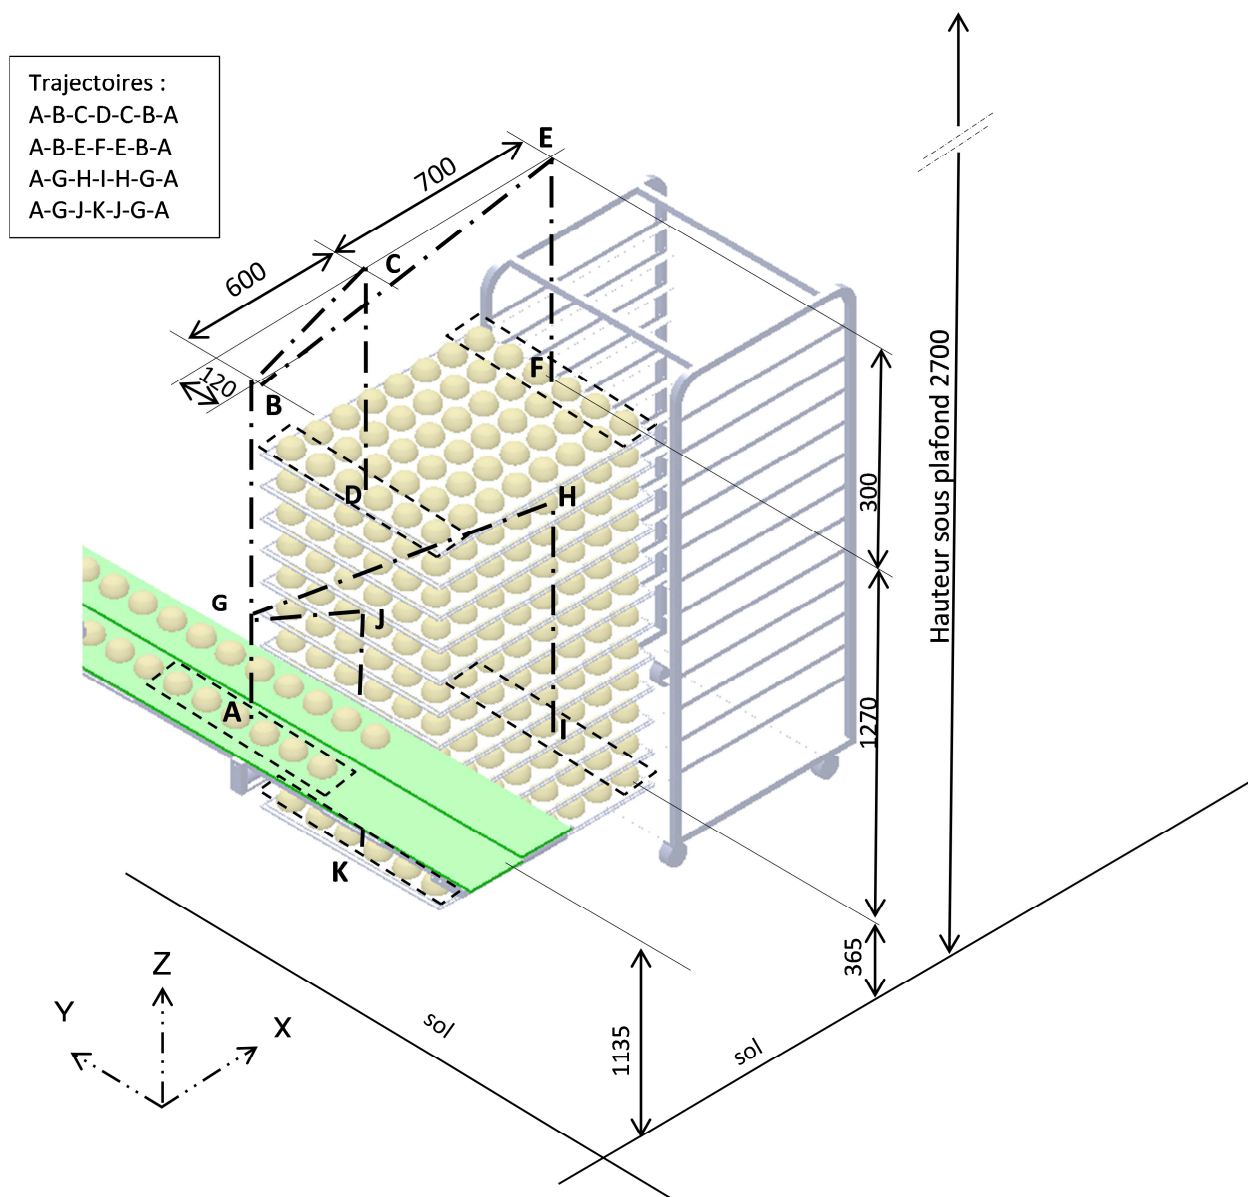 Trajectoires :
A-B-C-D-C-B-A
A-B-E-F-E-B-A
A-G-H-I-H-G-A
A-G-J-K-J-G-A
E
700
C
600
120
B
F
D
H
300
Hauteur sous plafond 2700
G
J
A
I
1270
K
365
Z
Y
X
sol
sol
1135